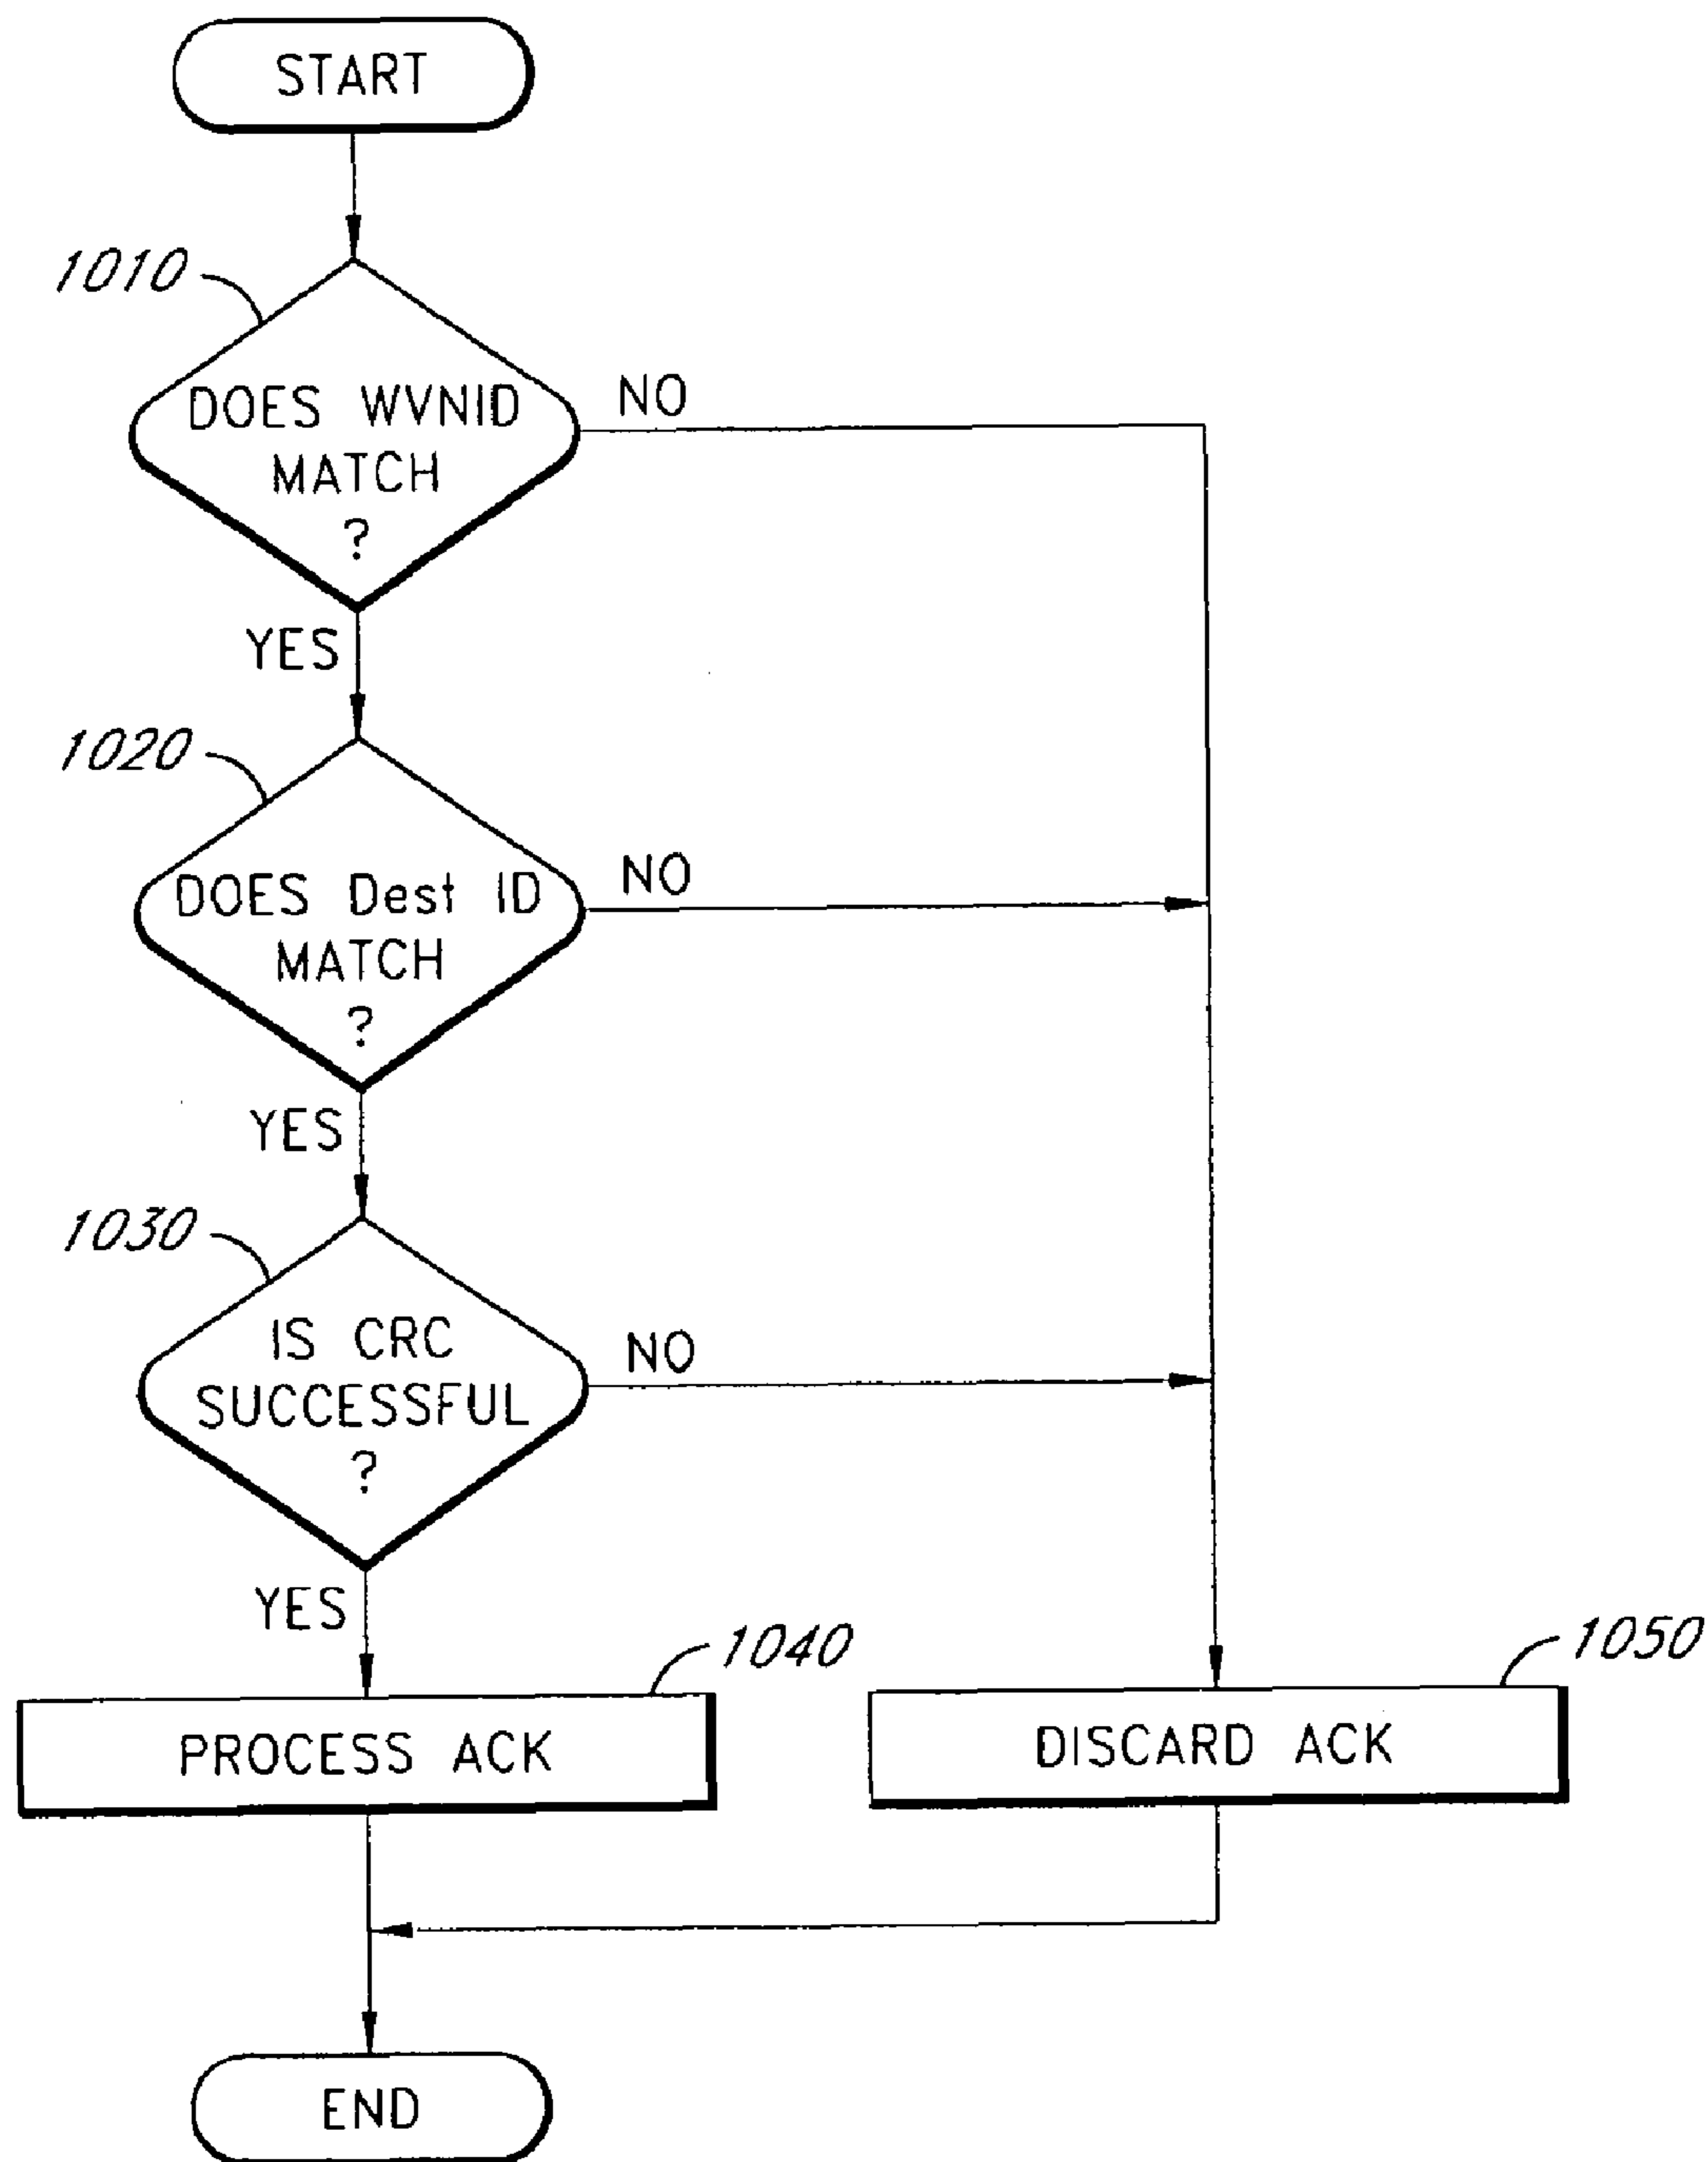 START
1010
DOES WVNID
MATCH
?
NO
YES
1020
DOES Dest ID
MATCH
?
NO
YES
1030
IS CRC
SUCCESSFUL
?
NO
YES
1040
PROCESS ACK
1050
DISCARD ACK
END